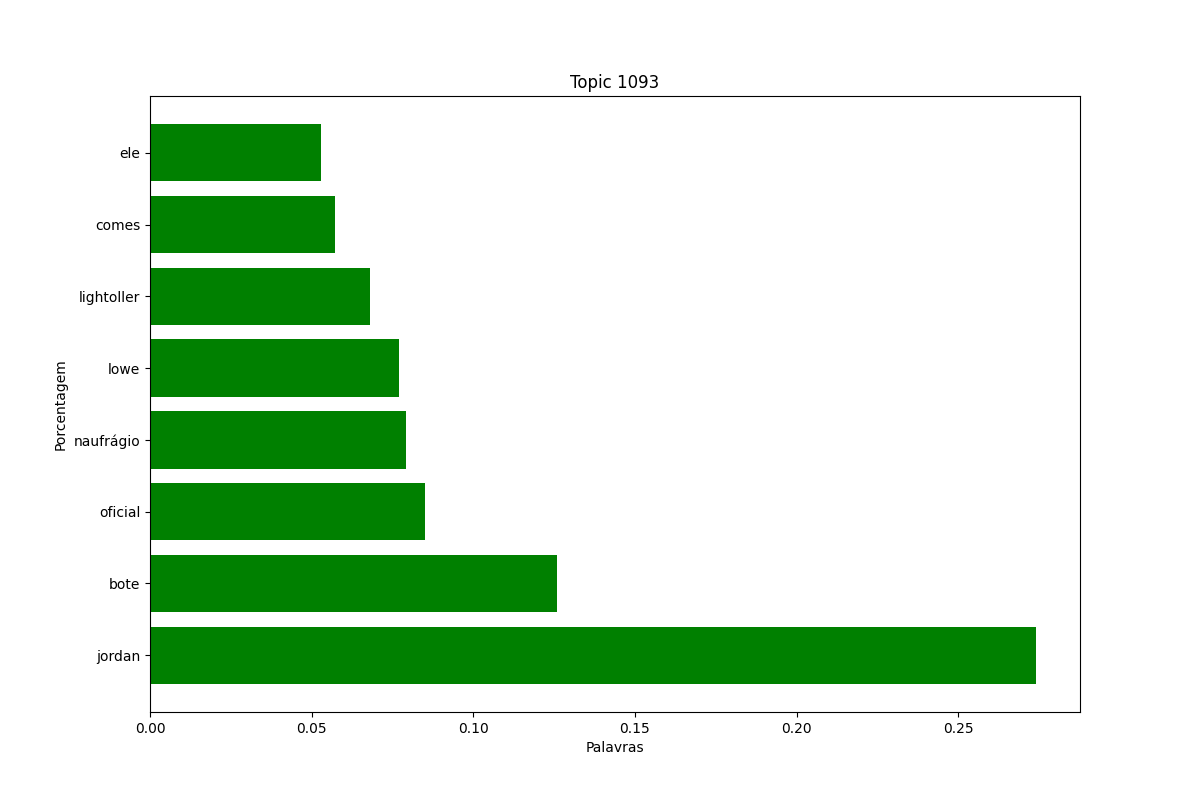 Topic 1093
ele
comes
lightoller
lowe
naufrágio
oficial
bote
jordan
Porcentagem
0.00 0.05 0.10 0.15 0.20 0.25
Palavras